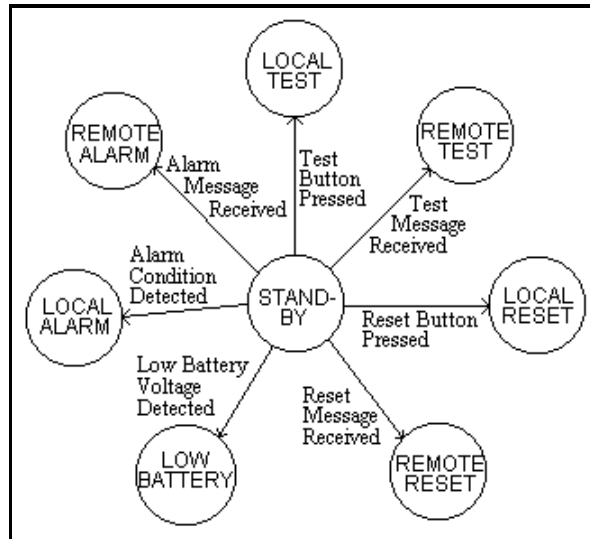 LOCAL
TEST
REMOTE
ALARM
REMOTE
TEST
Alarm
Message
Received
Test
Button
Pressed
Test
Message
Received
Alarm
Condition
Detected
LOCAL
ALARM
STAND-
BY
LOCAL
RESET
Reset Button
Pressed
Low Battery
Voltage
Detected
Reset
Message
Received
LOW
BATTERY
REMOTE
RESET